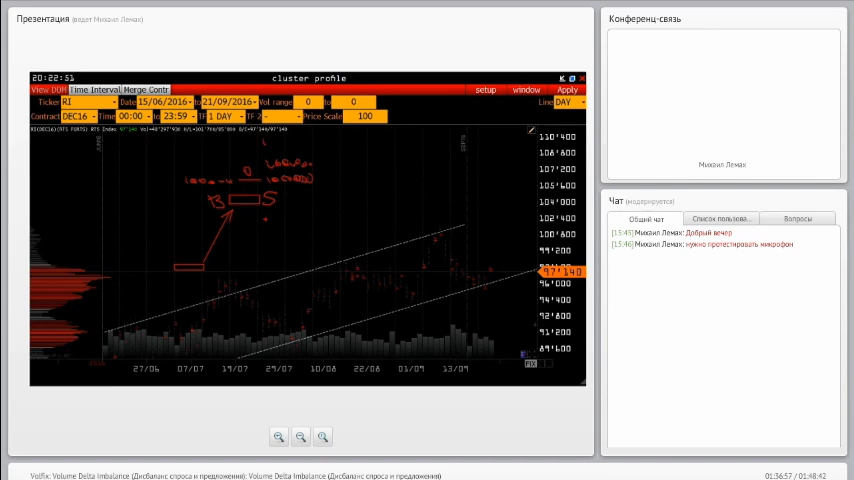 Презентация (ведет Михаил Лемах)
20:22:51
cluster profile
View DOM Time Interval Merge Contr
setup window Apply
Ticker RI Date 15/06/2016 to 21/09/2016 Vol range 0 to 0 Line DAY
Contract DEC16 Time 00:00 to 23:59 TF 1 DAY TF 2 - Price Scale 100
110'400
108'800
107'200
105'600
104'000
102'400
100'800
99'200
97'140
96'000
94'400
92'800
91'200
89'600
B S
27/06 07/07 19/07 29/07 10/08 22/08 01/09 13/09
FIX
Конференц-связь
Михаил Лемах
Чат (модерируется)
Общий чат Список пользова... Вопросы
[15:45] Михаил Лемах: Добрый вечер
[15:46] Михаил Лемах: нужно протестировать микрофон
Volfix: Volume Delta Imbalance (Дисбаланс спроса и предложения): Volume Delta Imbalance (Дисбаланс спроса и предложения)
01:36:57 / 01:48:42